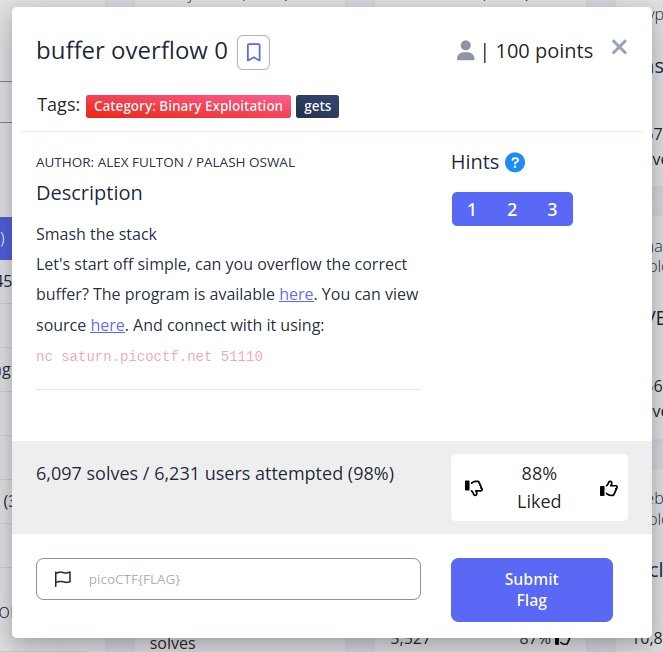 buffer overflow 0
| 100 points
Tags: Category: Binary Exploitation gets
AUTHOR: ALEX FULTON / PALASH OSWAL
Hints ?
Description
1 2 3
Smash the stack
Let's start off simple, can you overflow the correct
buffer? The program is available here. You can view
source here. And connect with it using:
nc saturn.picoctf.net 51110
6,097 solves / 6,231 users attempted (98%)
88%
Liked
picoCTF{FLAG}
Submit
Flag
solves